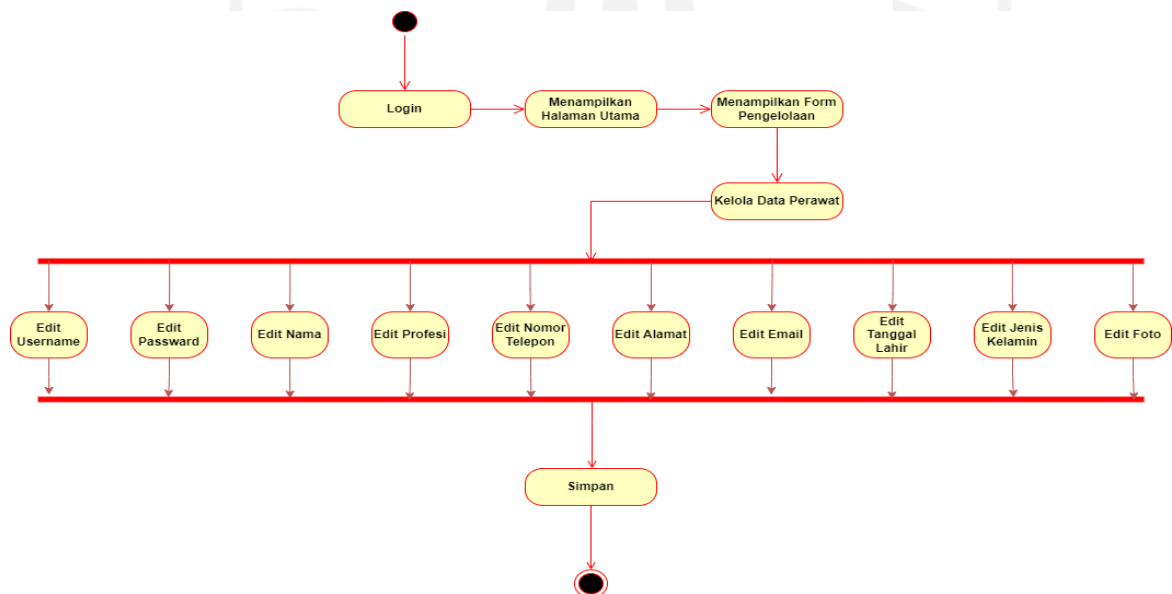 Login
Menampilkan
Halaman Utama
Menampilkan Form
Pengelolaan
Kelola Data Perawat
Edit
Username
Edit
Passward
Edit Nama
Edit Profesi
Edit Nomor
Telepon
Edit Alamat
Edit Email
Edit
Tanggal
Lahir
Edit Jenis
Kelamin
Edit Foto
Simpan